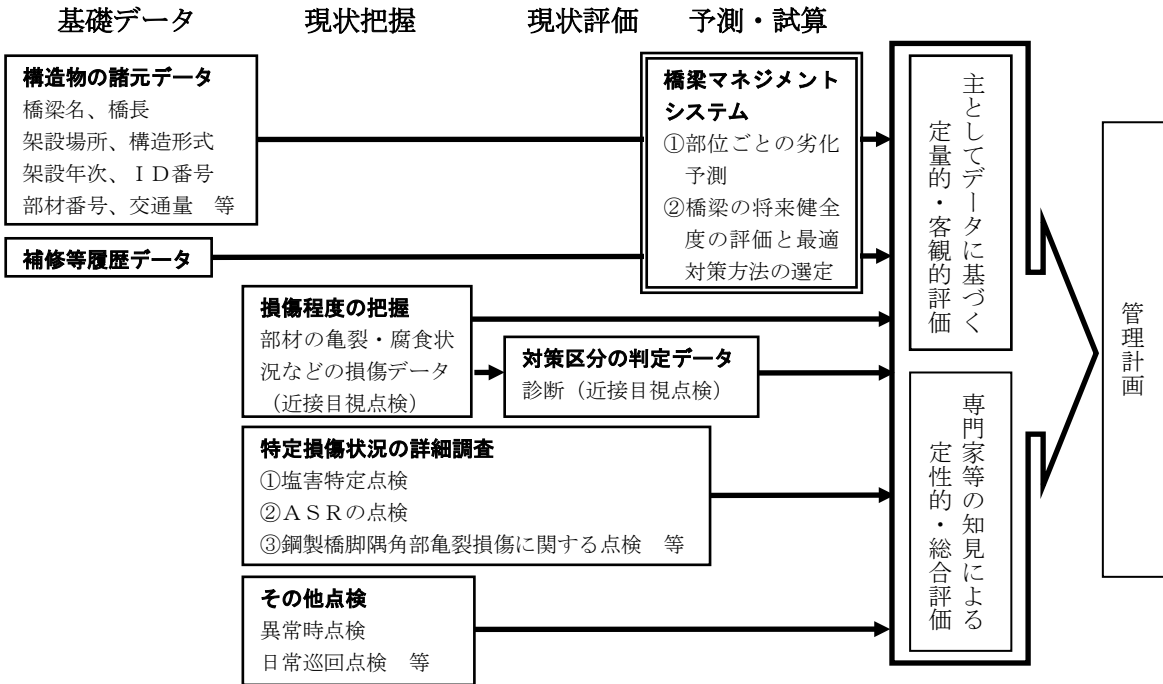 基礎データ
現状把握
現状評価
予測・試算
構造物の諸元データ
橋梁名、橋長
架設場所、構造形式
架設年次、ＩＤ番号
部材番号、交通量　等
補修等履歴データ
橋梁マネジメント
システム
①部位ごとの劣化
予測
②橋梁の将来健全
度の評価と最適
対策方法の選定
損傷程度の把握
部材の亀裂・腐食状
況などの損傷データ
（近接目視点検）
対策区分の判定データ
診断（近接目視点検）
特定損傷状況の詳細調査
①塩害特定点検
②ＡＳＲの点検
③鋼製橋脚隅角部亀裂損傷に関する点検　等
その他点検
異常時点検
日常巡回点検　等
主としてデータに基づく
定量的・客観的評価
専門家等の知見による
定性的・総合評価
管理計画